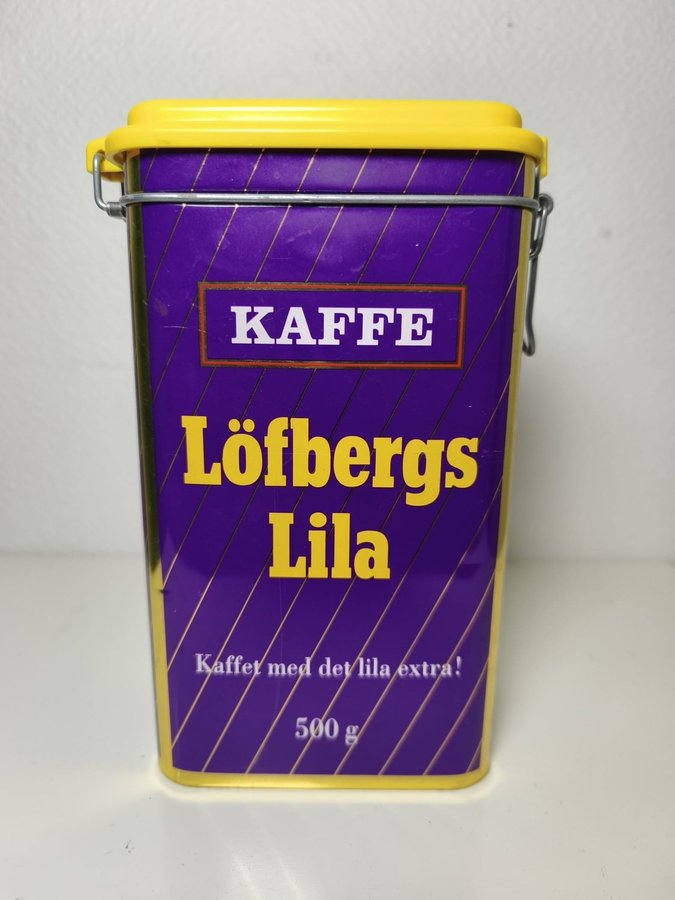 KAFFE
Löfbergs
Lila
Kaffet med det lila extra!
500 g